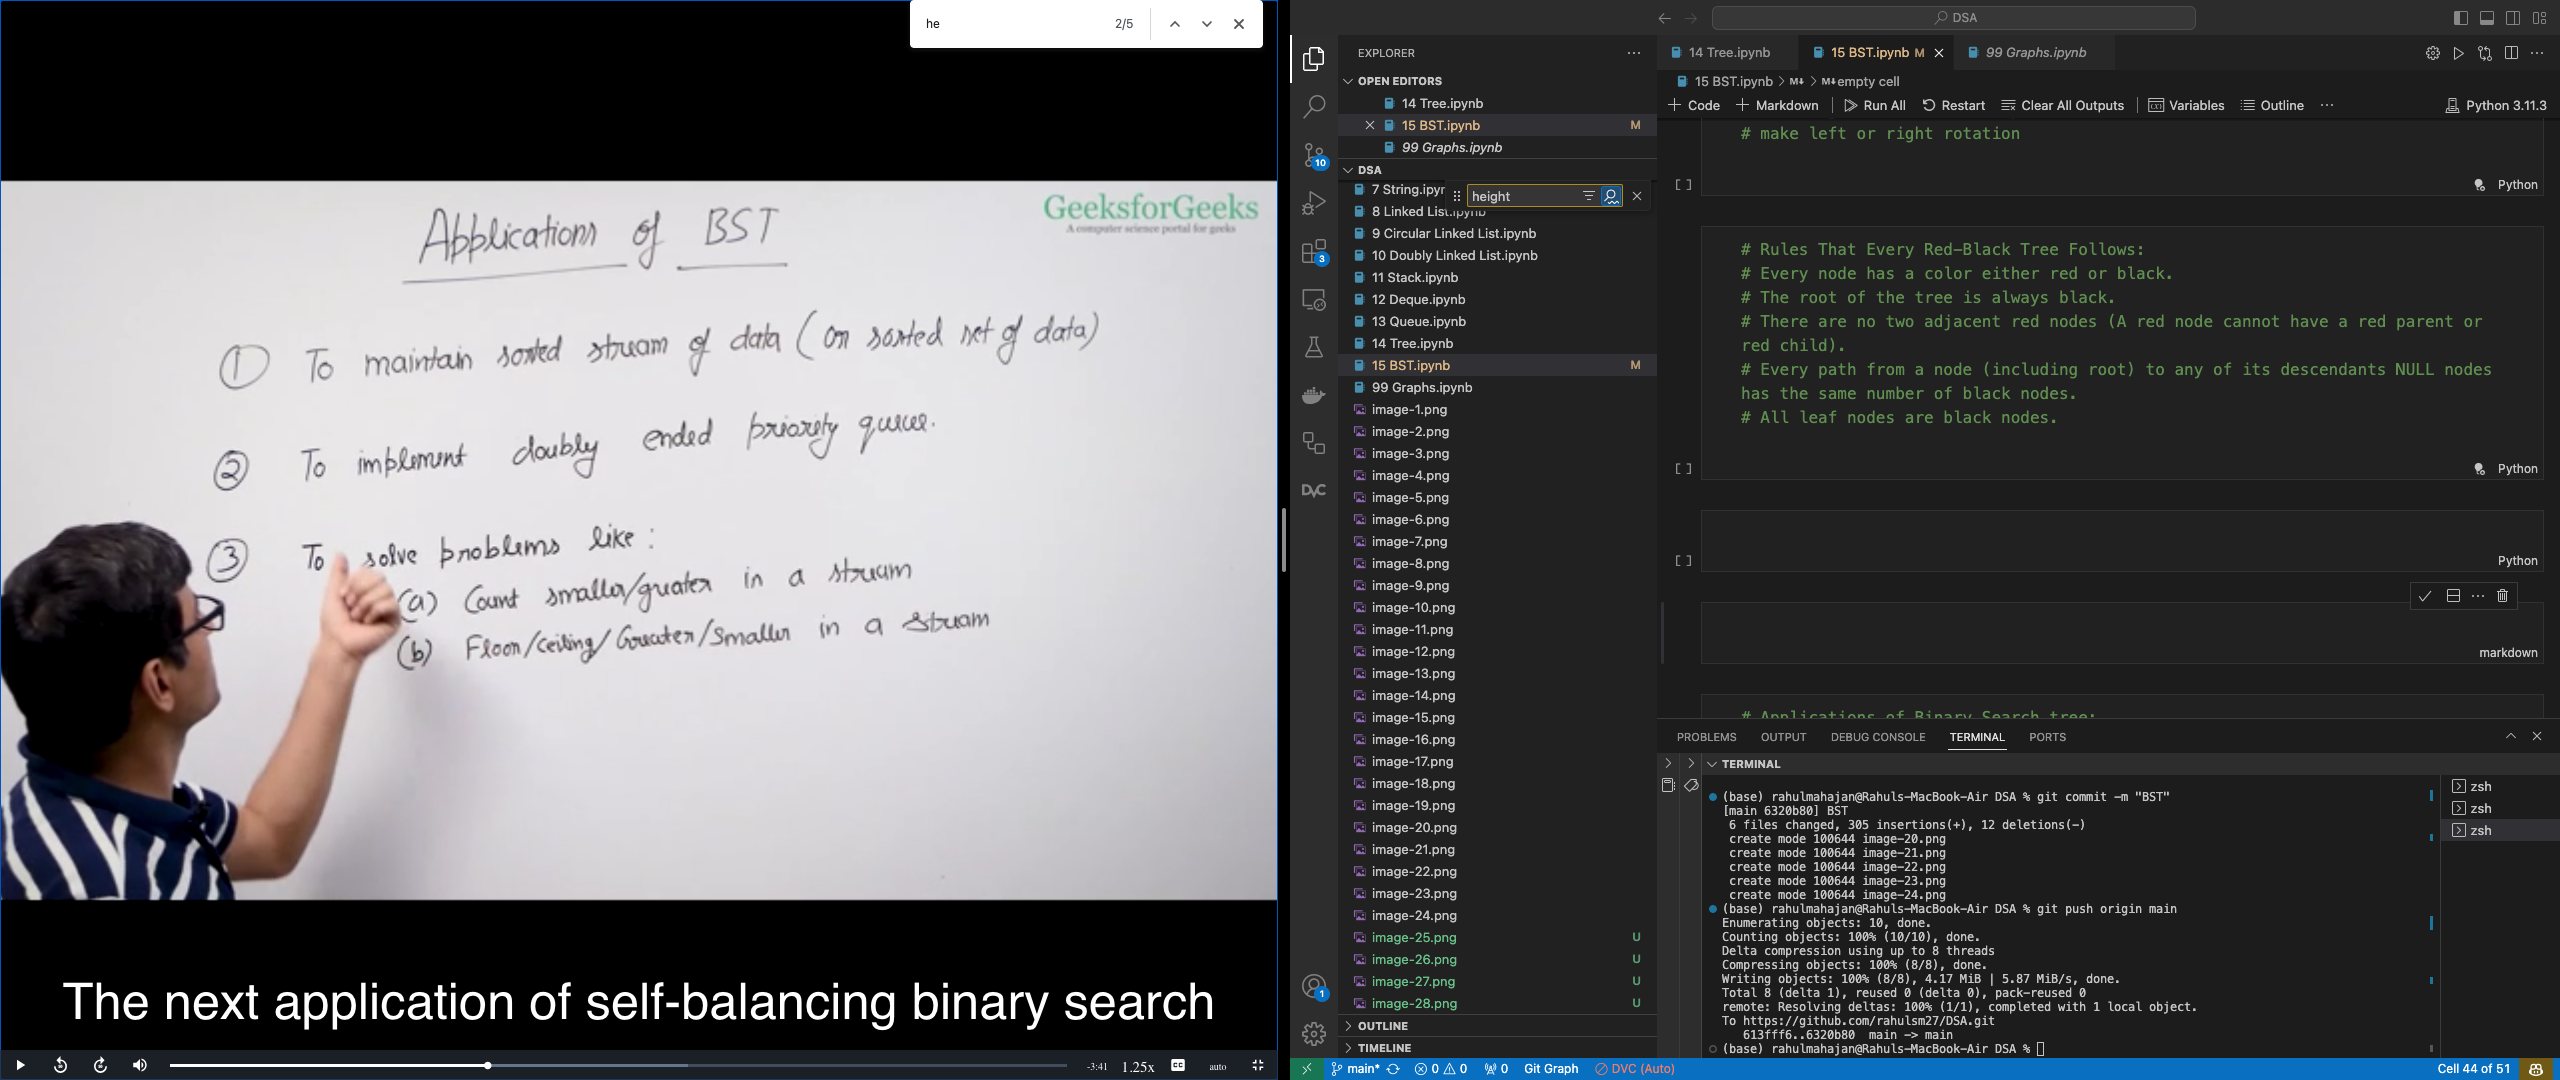 he
2/5
GeeksforGeeks
A computer science portal for geeks
Applications of BST
1 To maintain sorted stream of data (or sorted set of data)
2 To implement doubly ended priority queue.
3 To solve problems like :
(a) Count smaller/greater in a stream
(b) Floor/Ceiling/Greater/Smaller in a stream
The next application of self-balancing binary search
-3:41
1.25x
CC
auto
DSA
EXPLORER
OPEN EDITORS
14 Tree.ipynb
15 BST.ipynb M
99 Graphs.ipynb
DSA
height
7 String.ipyn
8 Linked List.ipynb
9 Circular Linked List.ipynb
10 Doubly Linked List.ipynb
11 Stack.ipynb
12 Deque.ipynb
13 Queue.ipynb
14 Tree.ipynb
15 BST.ipynb M
99 Graphs.ipynb
image-1.png
image-2.png
image-3.png
image-4.png
image-5.png
image-6.png
image-7.png
image-8.png
image-9.png
image-10.png
image-11.png
image-12.png
image-13.png
image-14.png
image-15.png
image-16.png
image-17.png
image-18.png
image-19.png
image-20.png
image-21.png
image-22.png
image-23.png
image-24.png
image-25.png U
image-26.png U
image-27.png U
image-28.png U
OUTLINE
TIMELINE
10
3
DVC
1
14 Tree.ipynb
15 BST.ipynb M
99 Graphs.ipynb
15 BST.ipynb > M↓ > M↓ empty cell
+ Code + Markdown Run All Restart Clear All Outputs Variables Outline ... Python 3.11.3
# make left or right rotation
[ ] Python
# Rules That Every Red-Black Tree Follows:
# Every node has a color either red or black.
# The root of the tree is always black.
# There are no two adjacent red nodes (A red node cannot have a red parent or
red child).
# Every path from a node (including root) to any of its descendants NULL nodes
has the same number of black nodes.
# All leaf nodes are black nodes.
[ ] Python
[ ] Python
markdown
# Applications of Binary Search tree:
PROBLEMS OUTPUT DEBUG CONSOLE TERMINAL PORTS
TERMINAL
(base) rahulmahajan@Rahuls-MacBook-Air DSA % git commit -m "BST"
[main 6320b80] BST
6 files changed, 305 insertions(+), 12 deletions(-)
create mode 100644 image-20.png
create mode 100644 image-21.png
create mode 100644 image-22.png
create mode 100644 image-23.png
create mode 100644 image-24.png
(base) rahulmahajan@Rahuls-MacBook-Air DSA % git push origin main
Enumerating objects: 10, done.
Counting objects: 100% (10/10), done.
Delta compression using up to 8 threads
Compressing objects: 100% (8/8), done.
Writing objects: 100% (8/8), 4.17 MiB | 5.87 MiB/s, done.
Total 8 (delta 1), reused 0 (delta 0), pack-reused 0
remote: Resolving deltas: 100% (1/1), completed with 1 local object.
To https://github.com/rahulsm27/DSA.git
613fff6..6320b80 main -> main
(base) rahulmahajan@Rahuls-MacBook-Air DSA %
zsh
zsh
zsh
main* 0 0 0 Git Graph DVC (Auto)
Cell 44 of 51